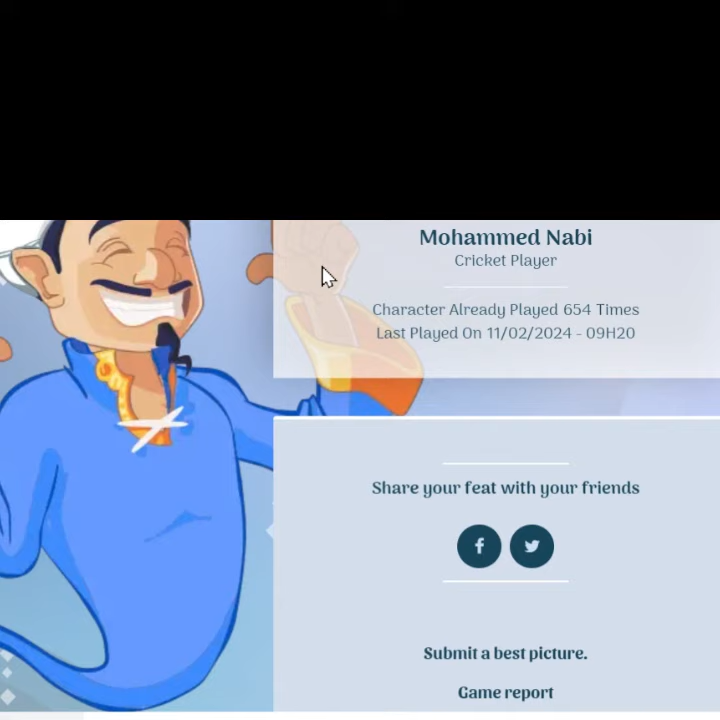 Mohammed Nabi
Cricket Player
Character Already Played 654 Times
Last Played On 11/02/2024 - 09H20
Share your feat with your friends
Submit a best picture.
Game report